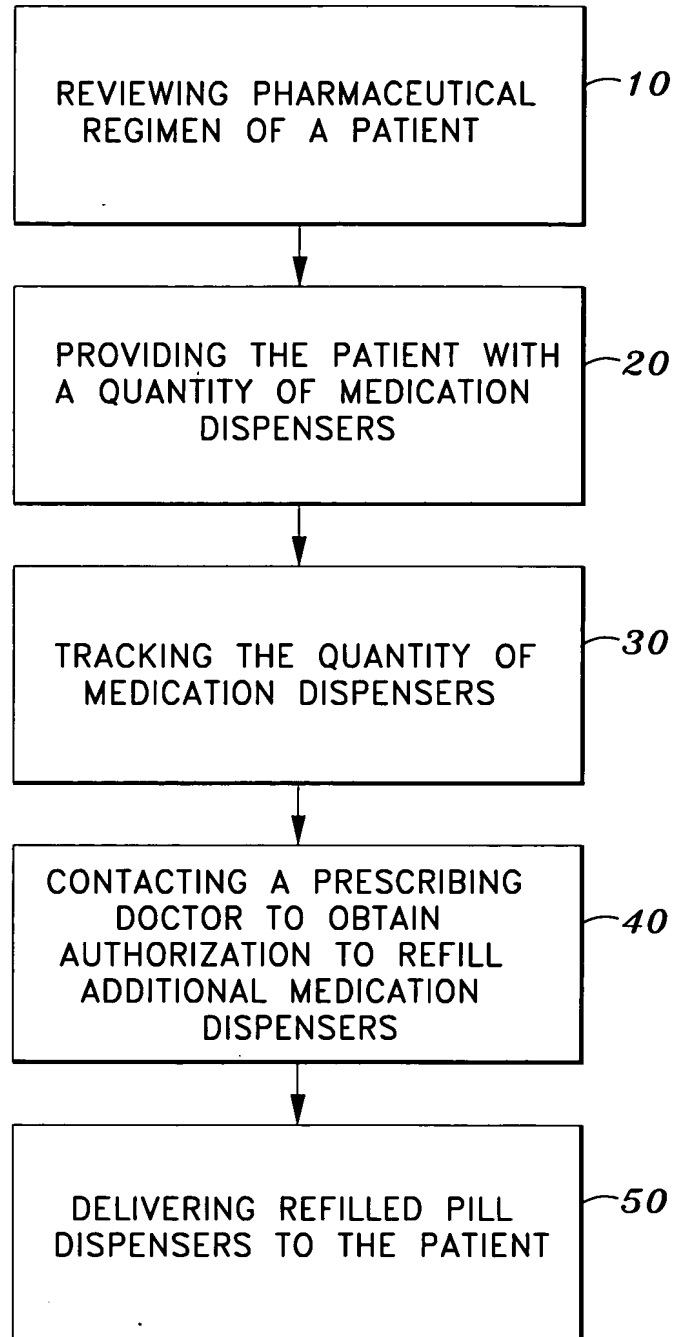 REVIEWING PHARMACEUTICAL
REGIMEN OF A PATIENT
10
PROVIDING THE PATIENT WITH
A QUANTITY OF MEDICATION
DISPENSERS
20
TRACKING THE QUANTITY OF
MEDICATION DISPENSERS
30
CONTACTING A PRESCRIBING
DOCTOR TO OBTAIN
AUTHORIZATION TO REFILL
ADDITIONAL MEDICATION
DISPENSERS
40
DELIVERING REFILLED PILL
DISPENSERS TO THE PATIENT
50